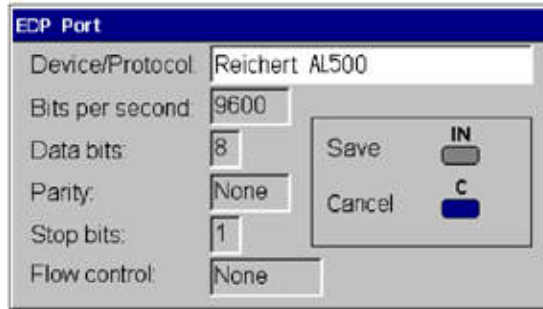 ECP Port
Device/Protocol: Reichert AL500
Bits per second: 9600
Data bits: 8
Parity: None
Stop bits: 1
Flow control: None
Save IN
Cancel C